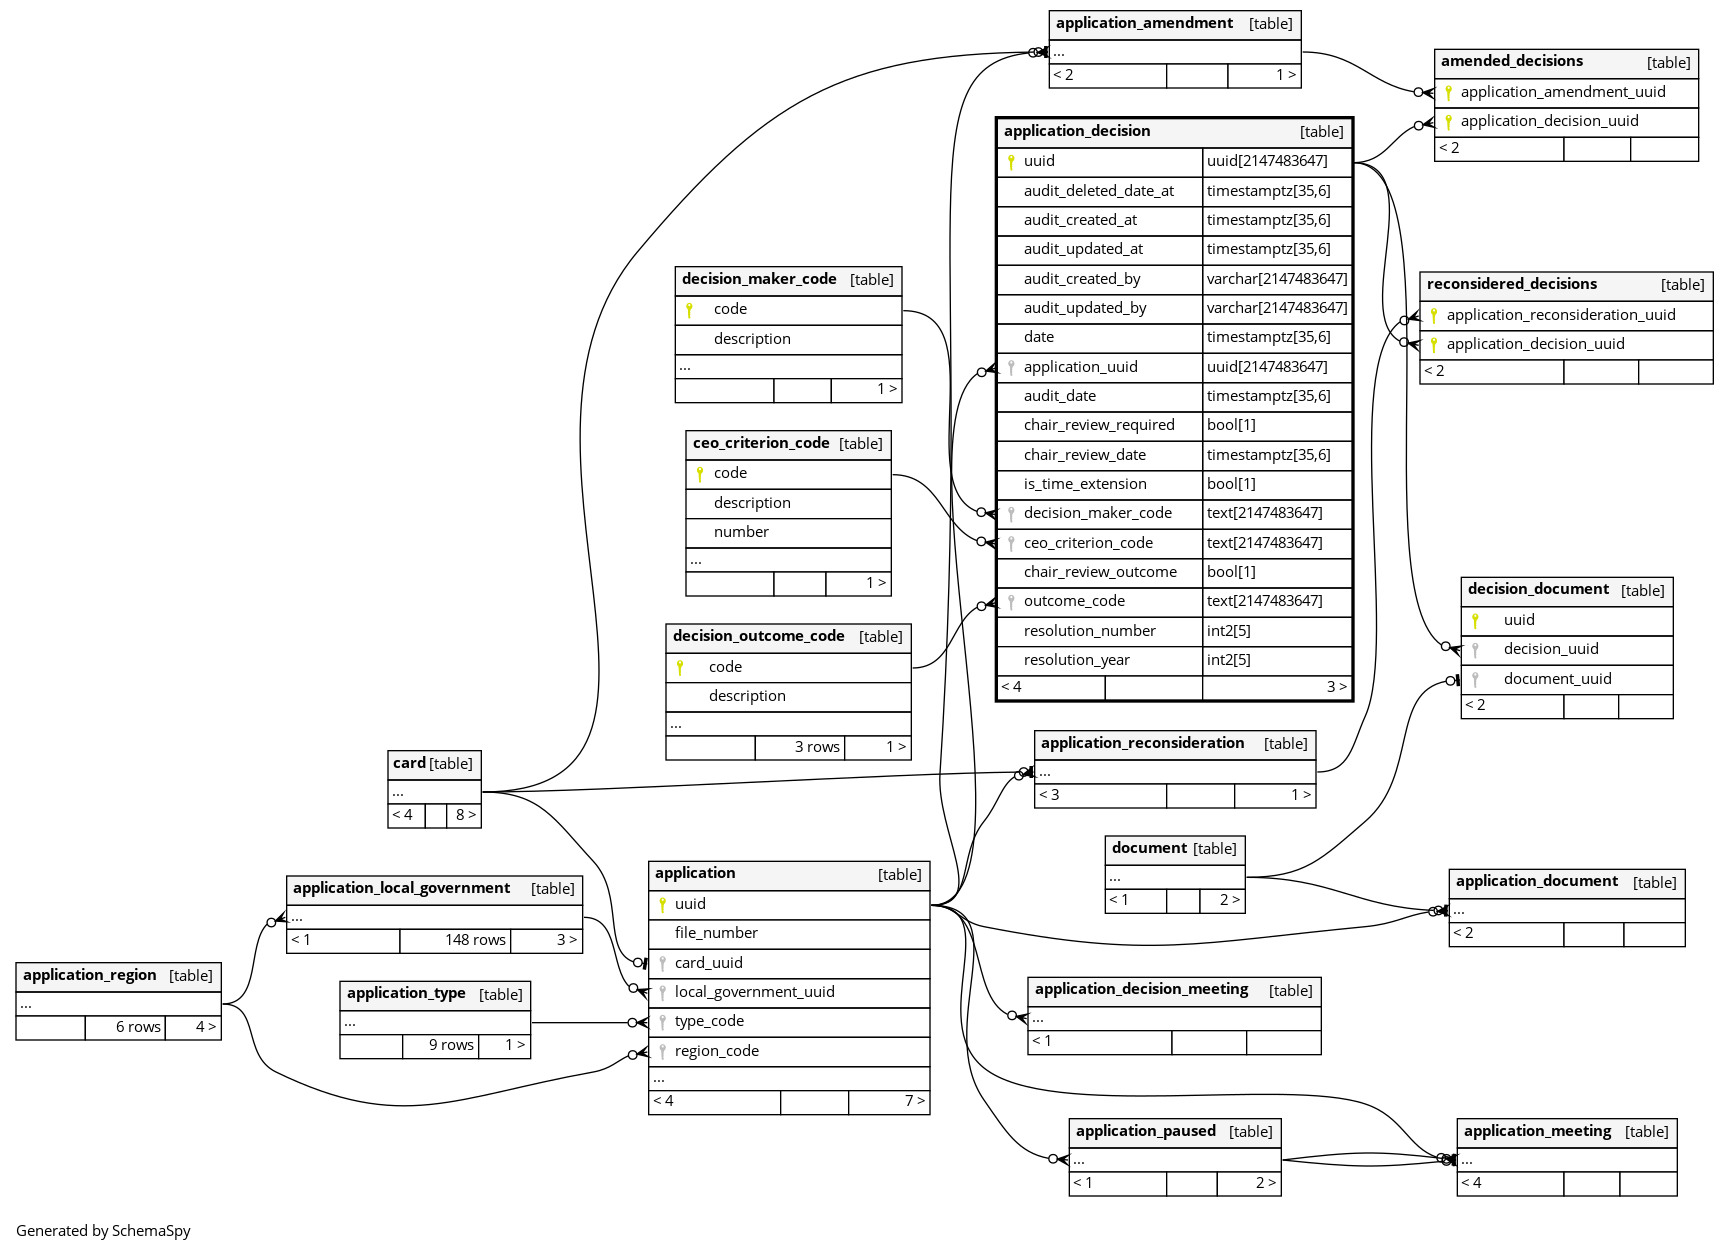 application_amendment [table]
...
< 2 1 >
amended_decisions [table]
application_amendment_uuid
application_decision_uuid
< 2
application_decision [table]
uuid uuid[2147483647]
audit_deleted_date_at timestamptz[35,6]
audit_created_at timestamptz[35,6]
audit_updated_at timestamptz[35,6]
audit_created_by varchar[2147483647]
audit_updated_by varchar[2147483647]
date timestamptz[35,6]
application_uuid uuid[2147483647]
audit_date timestamptz[35,6]
chair_review_required bool[1]
chair_review_date timestamptz[35,6]
is_time_extension bool[1]
decision_maker_code text[2147483647]
ceo_criterion_code text[2147483647]
chair_review_outcome bool[1]
outcome_code text[2147483647]
resolution_number int2[5]
resolution_year int2[5]
< 4 3 >
decision_maker_code [table]
code
description
...
1 >
reconsidered_decisions [table]
application_reconsideration_uuid
application_decision_uuid
< 2
ceo_criterion_code [table]
code
description
number
...
1 >
decision_outcome_code [table]
code
description
...
3 rows 1 >
decision_document [table]
uuid
decision_uuid
document_uuid
< 2
card [table]
...
< 4 8 >
application_reconsideration [table]
...
< 3 1 >
document [table]
...
< 1 2 >
application_document [table]
...
< 2
application_local_government [table]
...
< 1 148 rows 3 >
application [table]
uuid
file_number
card_uuid
local_government_uuid
type_code
region_code
...
< 4 7 >
application_region [table]
...
6 rows 4 >
application_type [table]
...
9 rows 1 >
application_decision_meeting [table]
...
< 1
application_paused [table]
...
< 1 2 >
application_meeting [table]
...
< 4
Generated by SchemaSpy